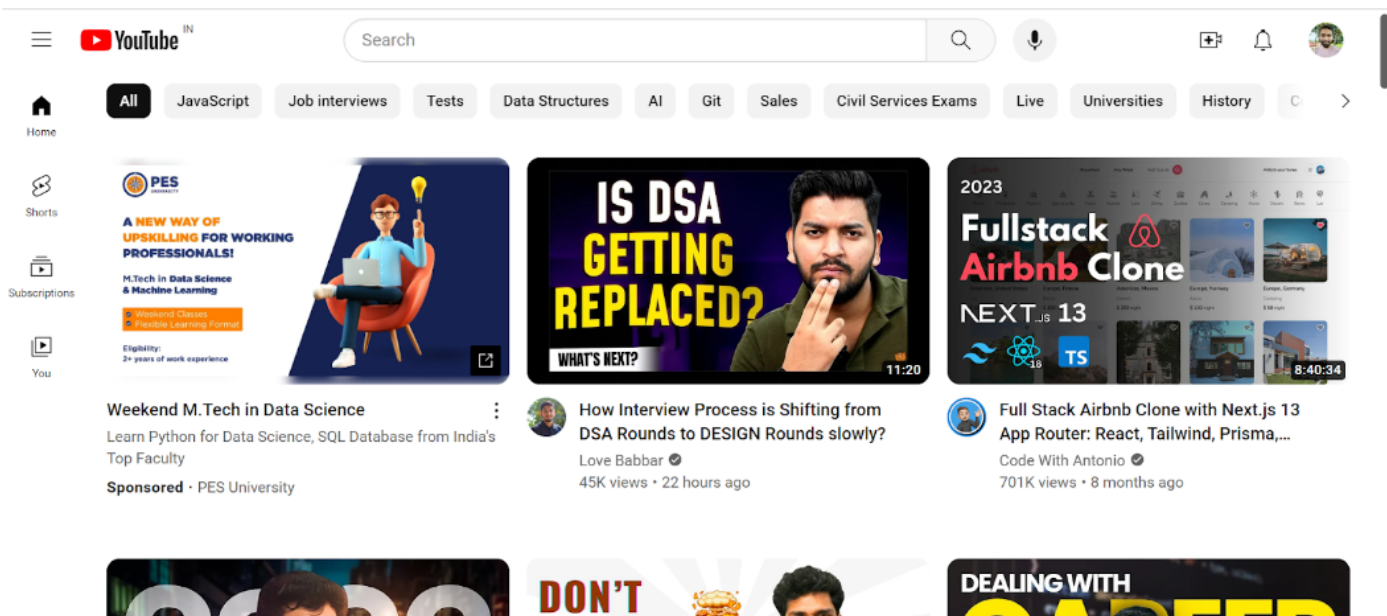 YouTube IN
Search
All
JavaScript
Job interviews
Tests
Data Structures
AI
Git
Sales
Civil Services Exams
Live
Universities
History
Home
Shorts
Subscriptions
You
PES
UNIVERSITY
A NEW WAY OF
UPSKILLING FOR WORKING
PROFESSIONALS!
M.Tech in Data Science
& Machine Learning
Weekend Classes
Flexible Learning Format
Eligibility:
2+ years of work experience
Weekend M.Tech in Data Science
Learn Python for Data Science, SQL Database from India's
Top Faculty
Sponsored · PES University
IS DSA
GETTING
REPLACED?
WHAT'S NEXT?
11:20
How Interview Process is Shifting from
DSA Rounds to DESIGN Rounds slowly?
Love Babbar
45K views • 22 hours ago
2023
Fullstack
Airbnb Clone
NEXT.JS 13
18
TS
Europe, Norway
Europe, Germany
8:40:34
Full Stack Airbnb Clone with Next.js 13
App Router: React, Tailwind, Prisma,...
Code With Antonio
701K views • 8 months ago
DON'T
DEALING WITH